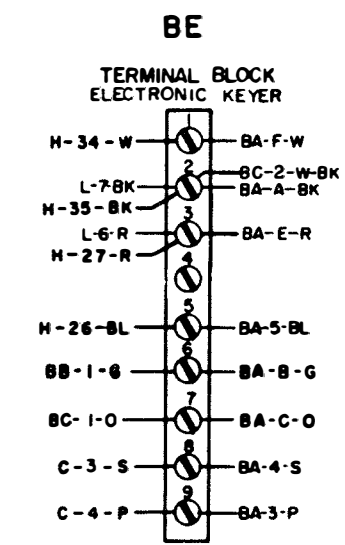 BE
TERMINAL BLOCK
ELECTRONIC KEYER
1
H-34-W BA-F-W
2
BC-2-W-BK
L-7-BK BA-A-BK
H-35-BK
3
L-6-R BA-E-R
H-27-R
4
5
H-26-BL BA-5-BL
6
BB-1-G BA-B-G
7
BC-1-O BA-C-O
8
C-3-S BA-4-S
9
C-4-P BA-3-P